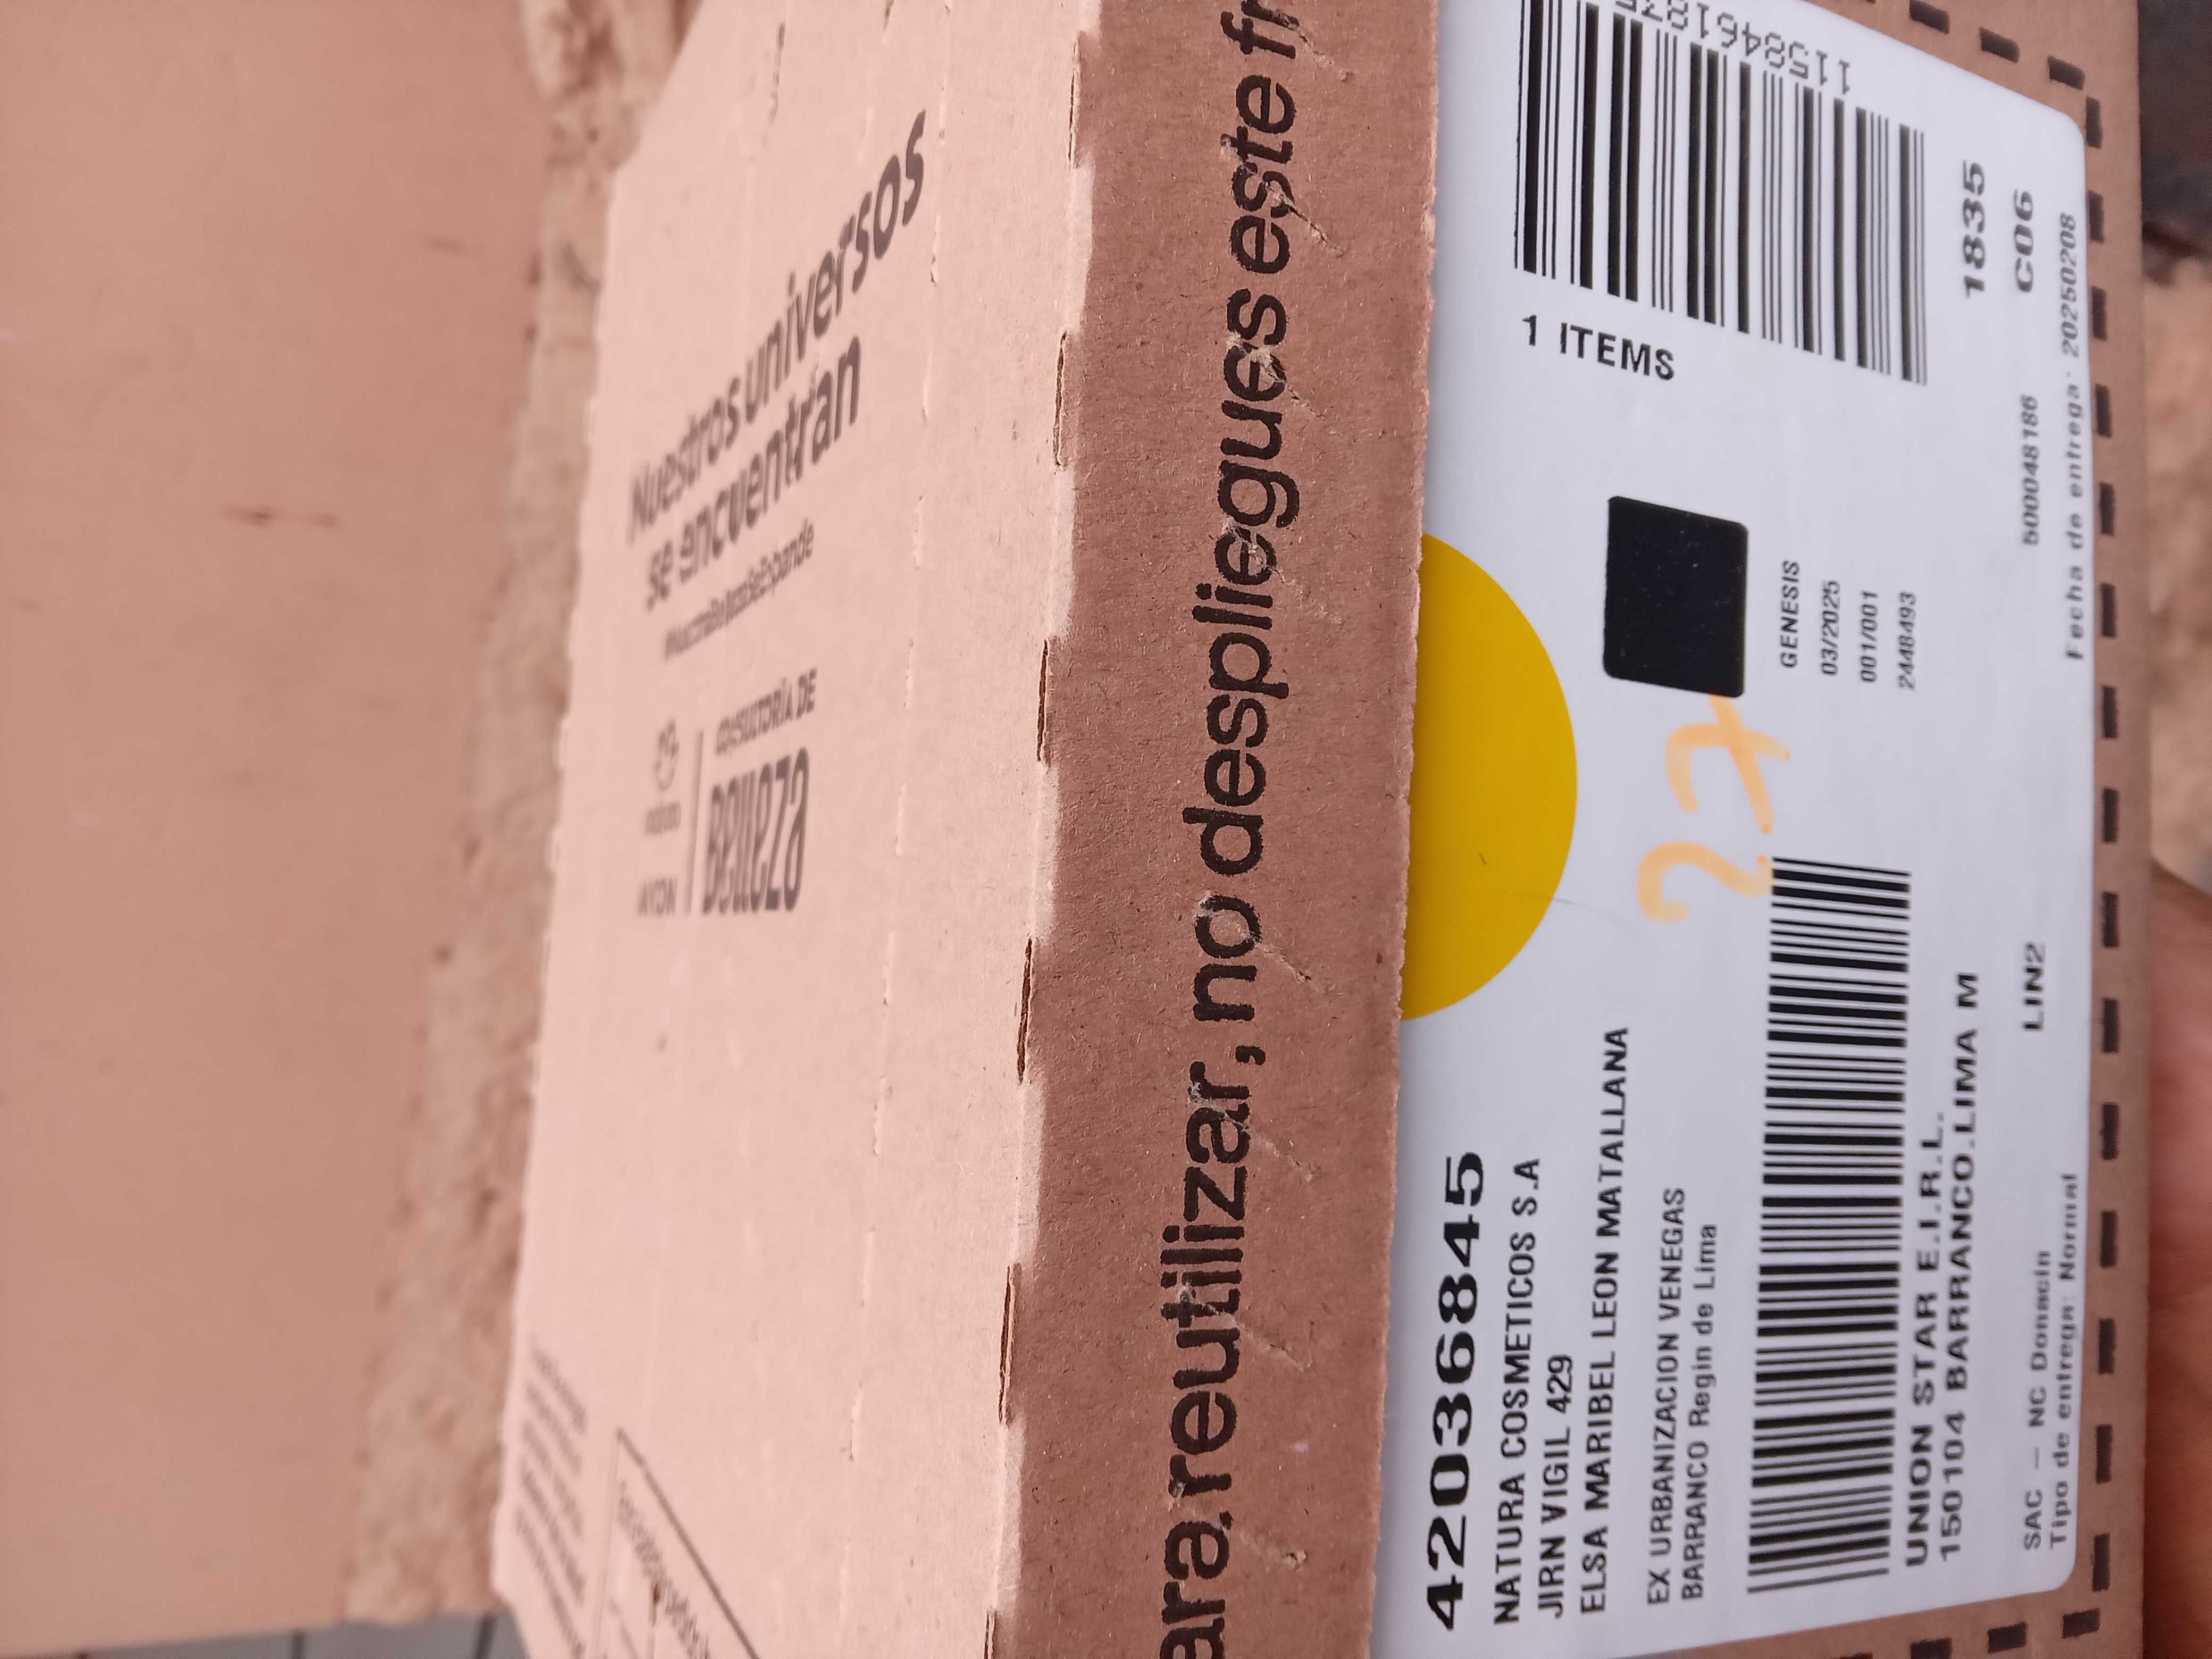 Nuestros universos
se encuentran
AVON natura
CONSULTORÍA DE
Belleza
ara reutilizar, no despliegues este fr
42036845
NATURA COSMETICOS S.A
JIRN VIGIL 429
ELSA MARIBEL LEON MATALLANA
EX URBANIZACION VENEGAS
BARRANCO Regin de Lima
UNION STAR E.I.R.L.
150104 BARRANCO.LIMA M
SAC - NC Donacin
LIN2
Tipo de entrega: Normal
GENESIS
03/2025
001/001
2448493
1 ITEMS
1158461835
1835
500048186
C06
Fecha de entrega: 20250208